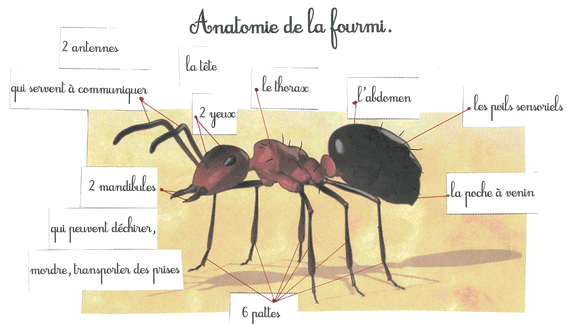 Anatomie de la fourmi.
2 antennes
qui servent à communiquer
la tête
2 yeux
le thorax
l'abdomen
les poils sensoriels
2 mandibules
qui peuvent déchirer,
mordre, transporter des prises
la poche à venin
6 pattes